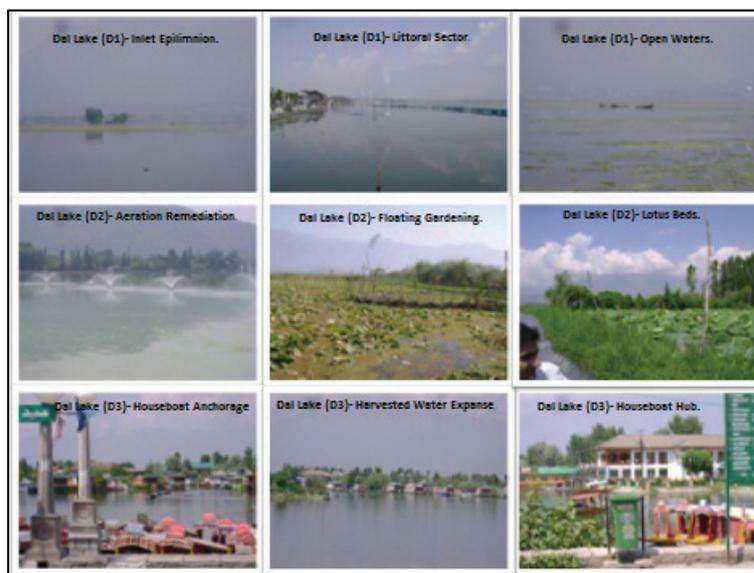 Dal Lake (D1)- Inlet Epilimnion.
Dal Lake (D1)- Littoral Sector.
Dal Lake (D1)- Open Waters.
Dal Lake (D2)- Aeration Remediation
Dal Lake (D2)- Floating Gardening.
Dal Lake (D2)- Lotus Beds.
Dal Lake (D3)- Houseboat Anchorage
Dal Lake (D3)- Harvested Water Expanse.
Dal Lake (D3)- Houseboat Hub.